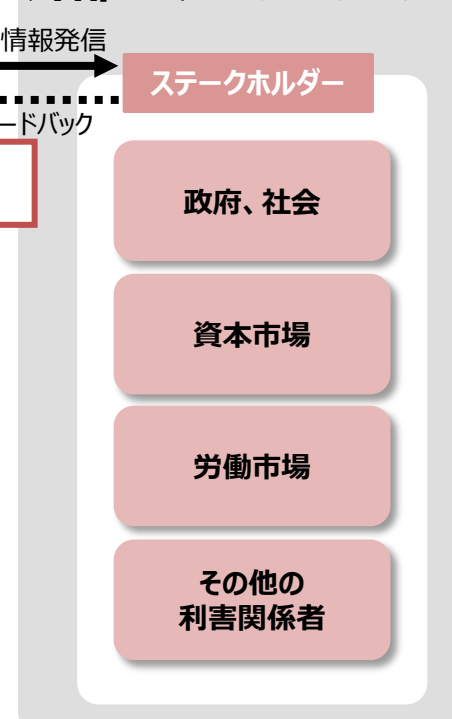 情報発信
ステークホルダー
ードバック
政府、社会
資本市場
労働市場
その他の
利害関係者